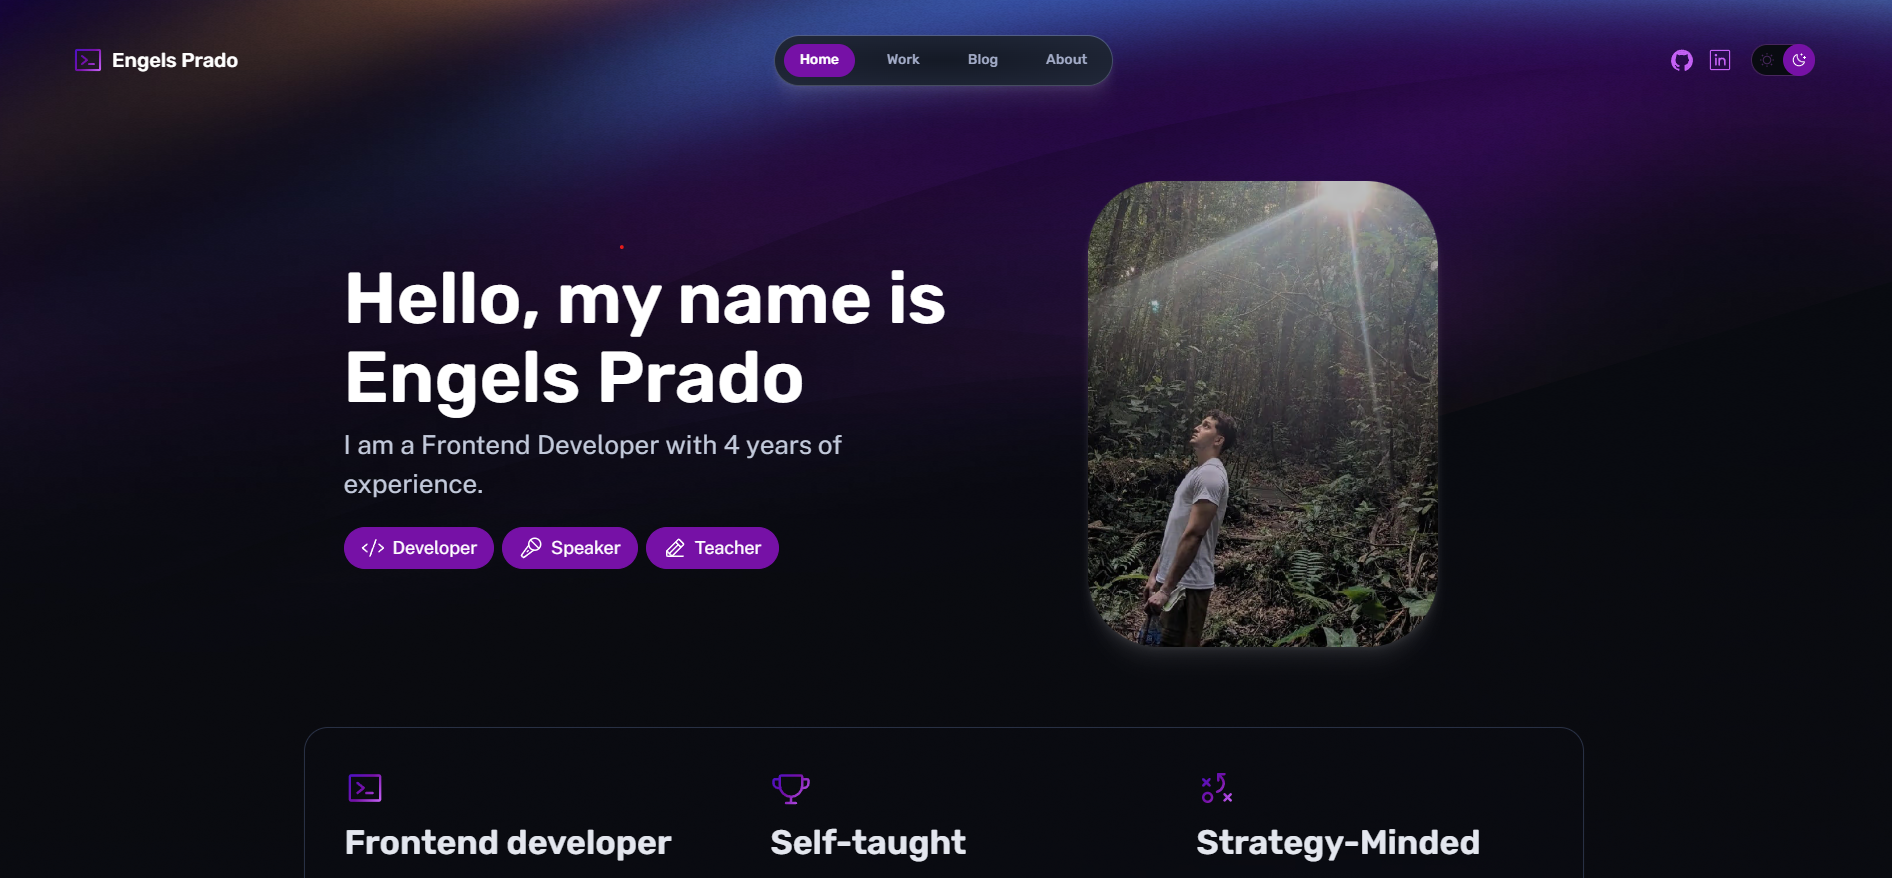 Engels Prado
Home
Work
Blog
About
Hello, my name is
Engels Prado
I am a Frontend Developer with 4 years of
experience.
Developer
Speaker
Teacher
Frontend developer
Self-taught
Strategy-Minded